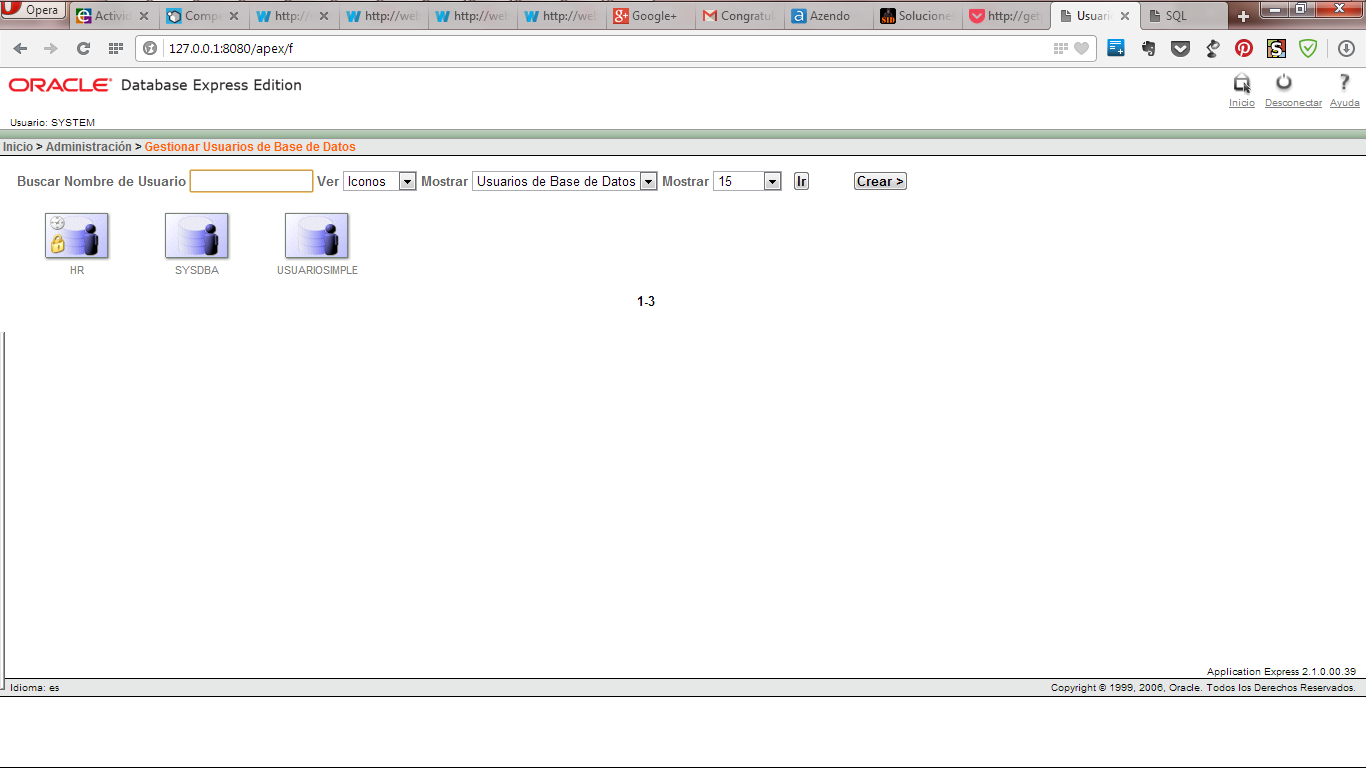 Opera
Activid Compe http:// http://web http://web http://web Google+ Congratul Azendo Soluciones http://get Usuari SQL
127.0.0.1:8080/apex/f
ORACLE Database Express Edition
Inicio Desconectar Ayuda
Usuario: SYSTEM
Inicio > Administración > Gestionar Usuarios de Base de Datos
Buscar Nombre de Usuario Ver Iconos Mostrar Usuarios de Base de Datos Mostrar 15 Ir Crear >
HR SYSDBA USUARIOSIMPLE
1-3
Application Express 2.1.0.00.39
Idioma: es Copyright © 1999, 2006, Oracle. Todos los Derechos Reservados.